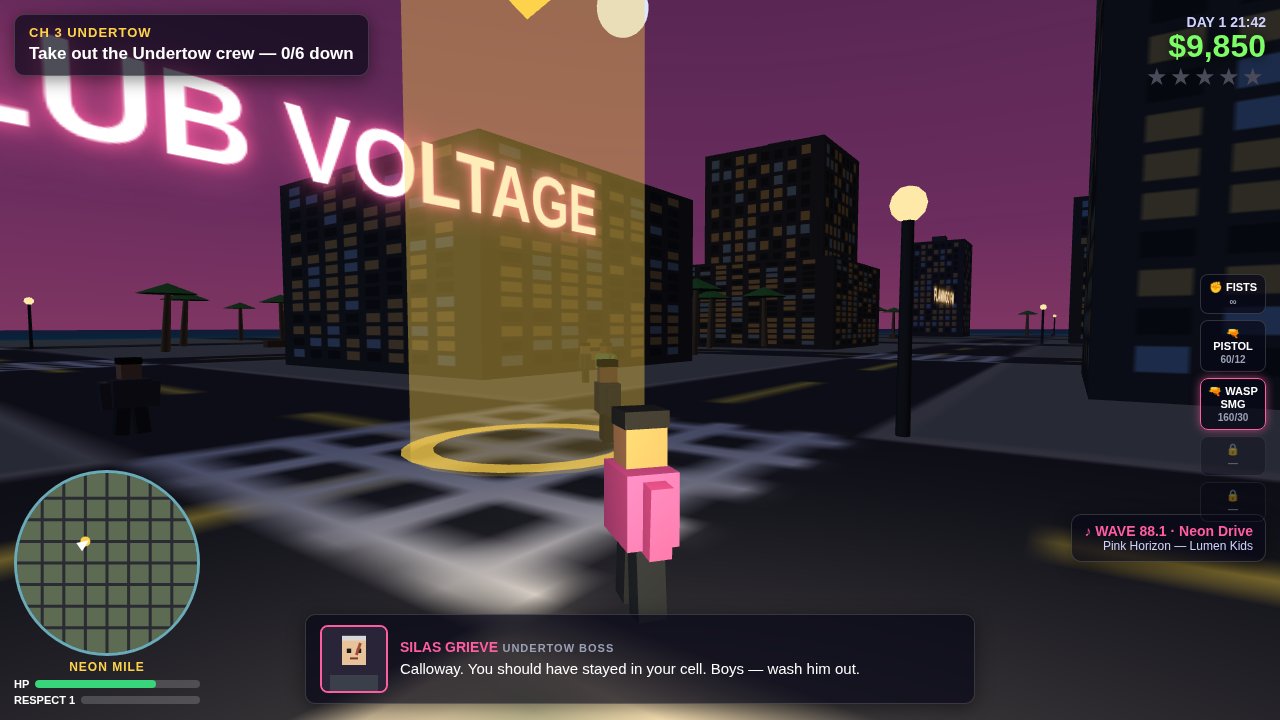 CH 3 UNDERTOW
Take out the Undertow crew — 0/6 down
DAY 1 21:42
$9,850
LUB VOLTAGE
FLAMINGO
✊ FISTS
∞
PISTOL
60/12
WASP
SMG
160/30
—
—
♪ WAVE 88.1 · Neon Drive
Pink Horizon — Lumen Kids
NEON MILE
HP
RESPECT 1
SILAS GRIEVE UNDERTOW BOSS
Calloway. You should have stayed in your cell. Boys — wash him out.